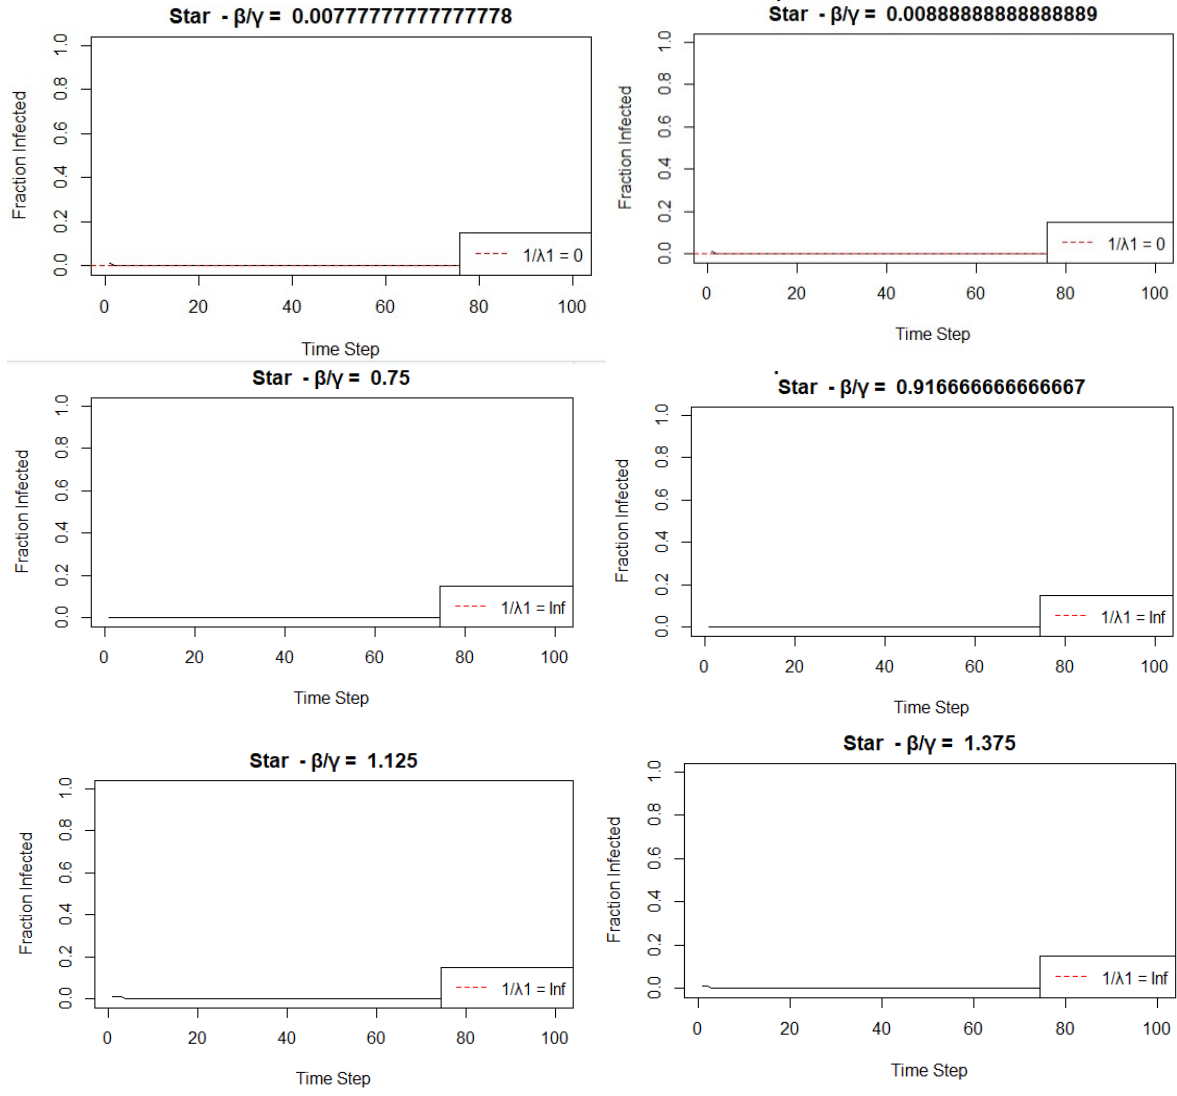 Star - β/γ = 0.00777777777777778
Fraction Infected
0.0 0.2 0.4 0.6 0.8 1.0
1/λ1 = 0
0 20 40 60 80 100
Time Step
Star - β/γ = 0.00888888888888889
Fraction Infected
0.0 0.2 0.4 0.6 0.8 1.0
1/λ1 = 0
0 20 40 60 80 100
Time Step
Star - β/γ = 0.75
Fraction Infected
0.0 0.2 0.4 0.6 0.8 1.0
1/λ1 = Inf
0 20 40 60 80 100
Time Step
Star - β/γ = 0.916666666666667
Fraction Infected
0.0 0.2 0.4 0.6 0.8 1.0
1/λ1 = Inf
0 20 40 60 80 100
Time Step
Star - β/γ = 1.125
Fraction Infected
0.0 0.2 0.4 0.6 0.8 1.0
1/λ1 = Inf
0 20 40 60 80 100
Time Step
Star - β/γ = 1.375
Fraction Infected
0.0 0.2 0.4 0.6 0.8 1.0
1/λ1 = Inf
0 20 40 60 80 100
Time Step